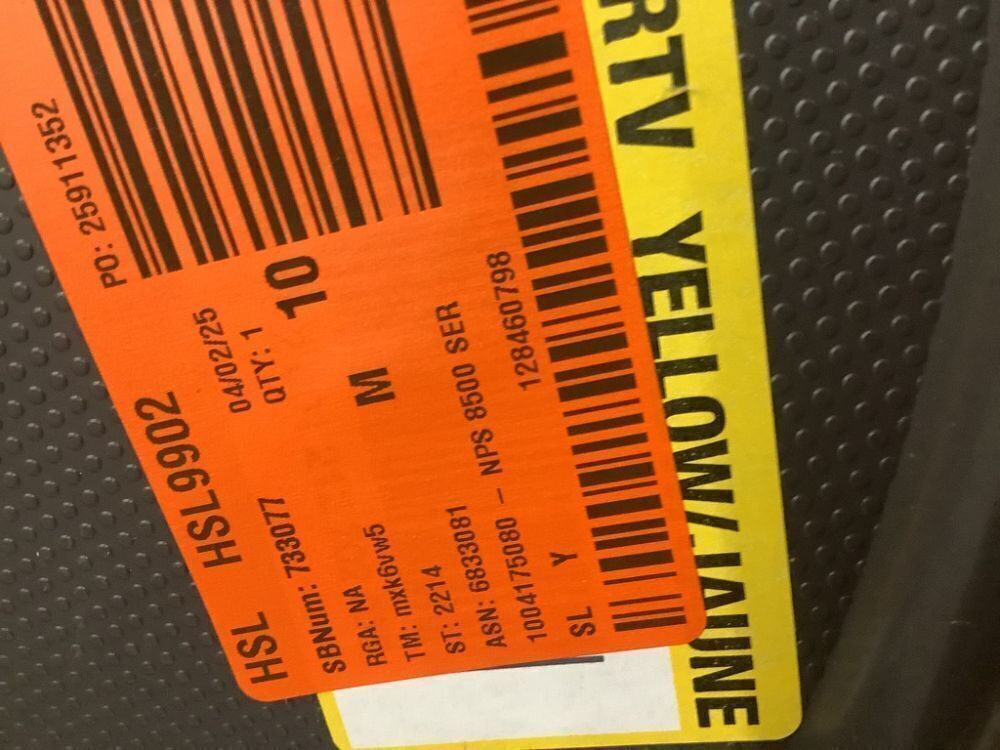 PO: 25911352
HSL HSL9902
04/02/25
SBNum: 733077 QTY: 1
10
RGA: NA
TM: mxk6vw5 M
ST: 2214
ASN: 6833081
1004175080 – NPS 8500 SER
128460798
SL Y
RTV YELLOW/JAUNE